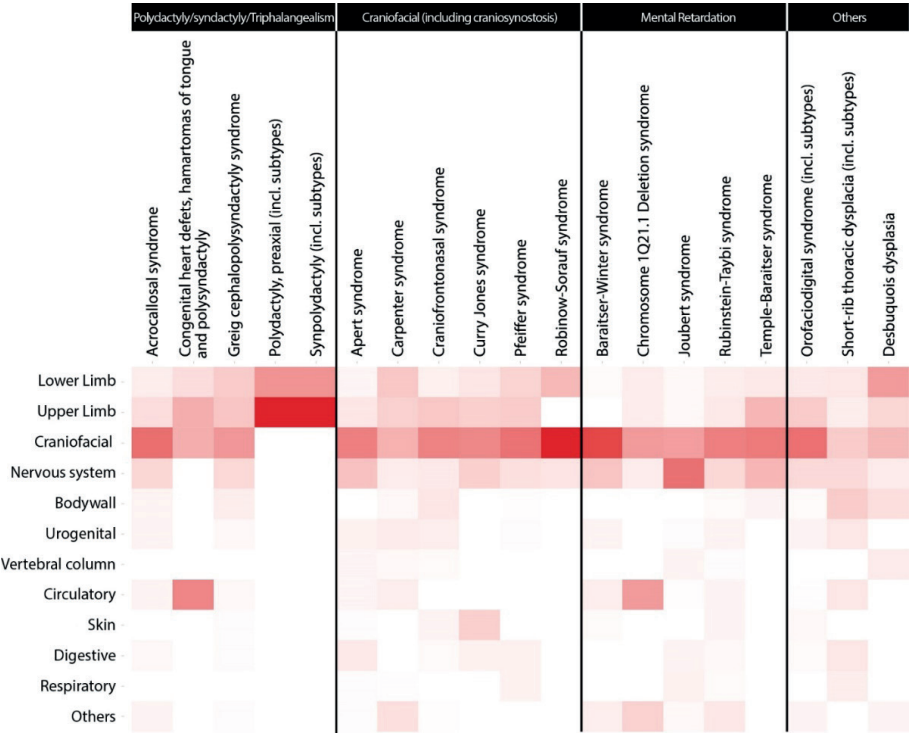 Polydactyly/syndactyly/Triphalangealism
Craniofacial (including craniosynostosis)
Mental Retardation
Others
Acrocallosal syndrome
Congenital heart defects, hamartomas of tongue
and polysyndactyly
Greig cephalopolysyndactyly syndrome
Polydactyly, preaxial (incl. subtypes)
Synpolydactyly (incl. subtypes)
Apert syndrome
Carpenter syndrome
Craniofrontonasal syndrome
Curry Jones syndrome
Pfeiffer syndrome
Robinow-Sorauf syndrome
Baraitser-Winter syndrome
Chromosome 1Q21.1 Deletion syndrome
Joubert syndrome
Rubinstein-Taybi syndrome
Temple-Baraitser syndrome
Orofaciodigital syndrome (incl. subtypes)
Short-rib thoracic dysplacia (incl. subtypes)
Desbuquois dysplasia
Lower Limb
Upper Limb
Craniofacial
Nervous system
Bodywall
Urogenital
Vertebral column
Circulatory
Skin
Digestive
Respiratory
Others